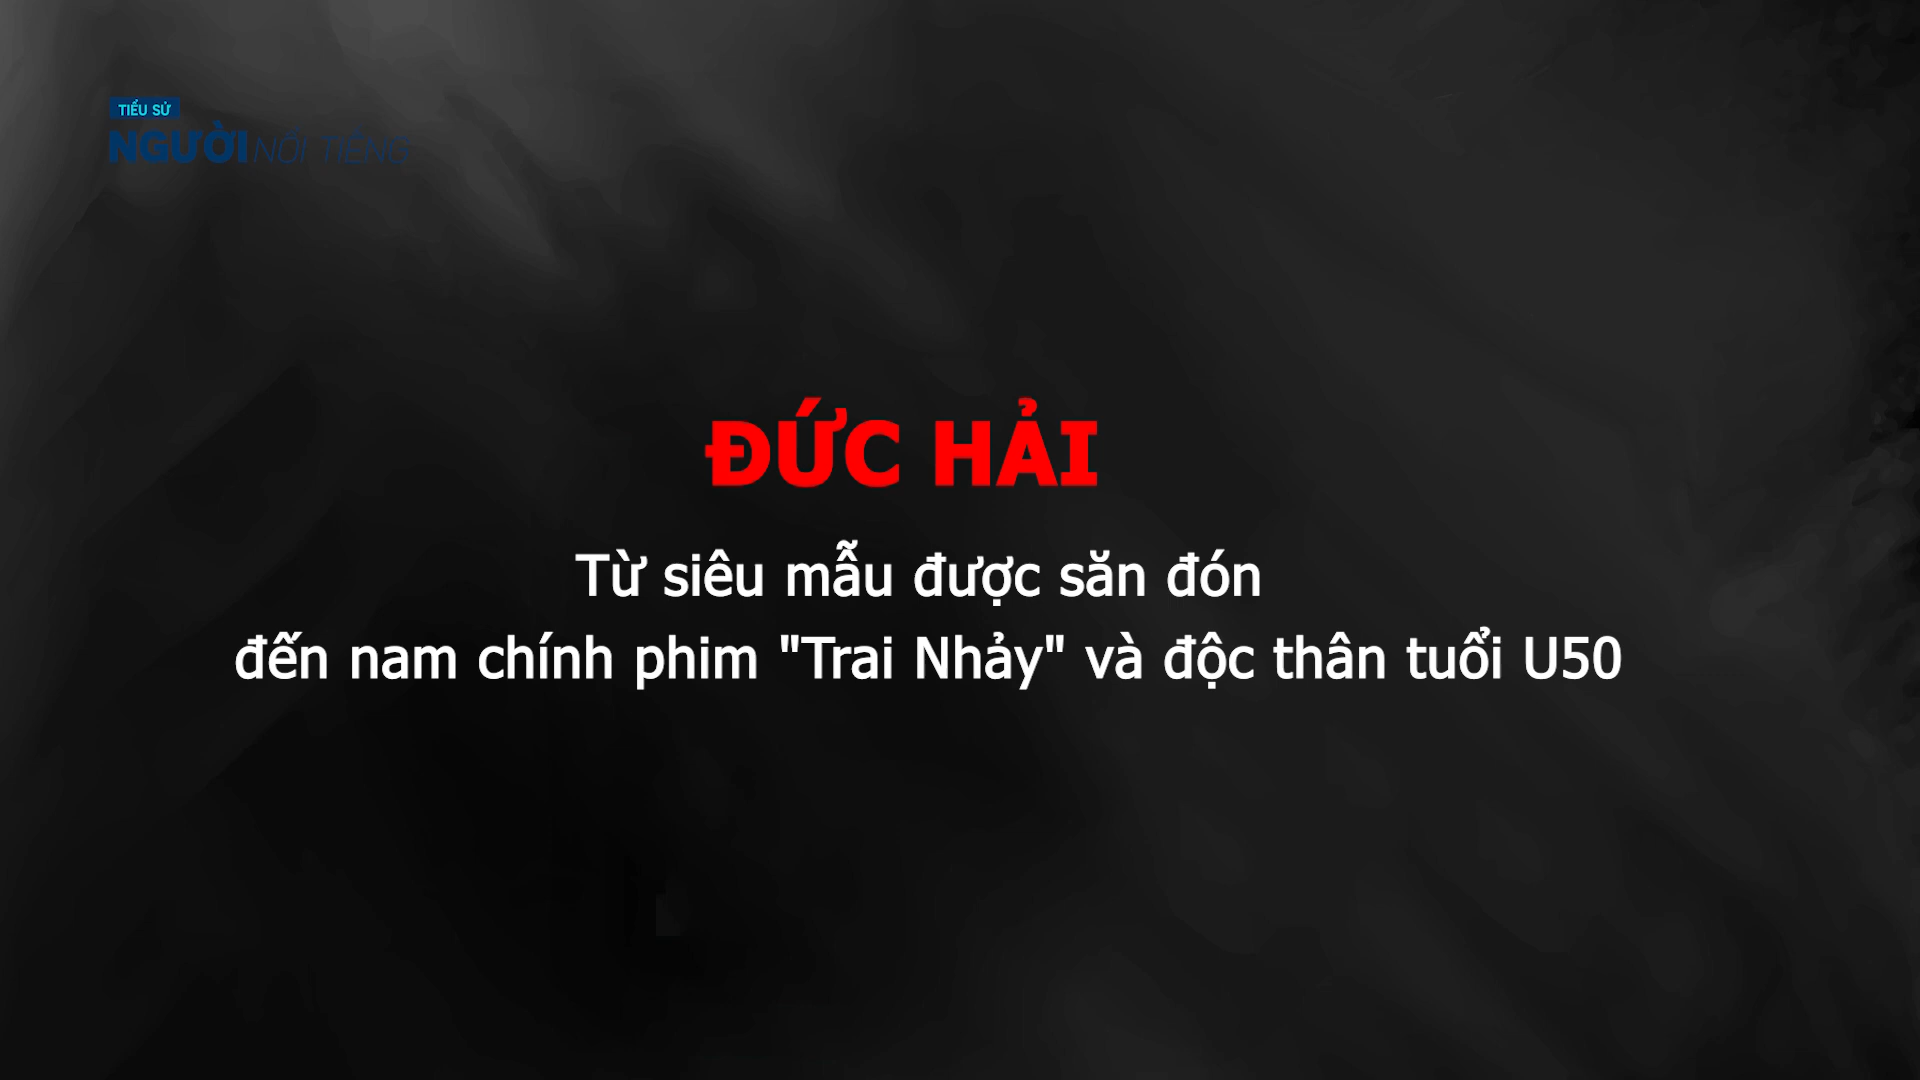 TIỂU SỬ
NGƯỜI NỔI TIẾNG
ĐỨC HẢI
Từ siêu mẫu được săn đón
đến nam chính phim "Trai Nhảy" và độc thân tuổi U50